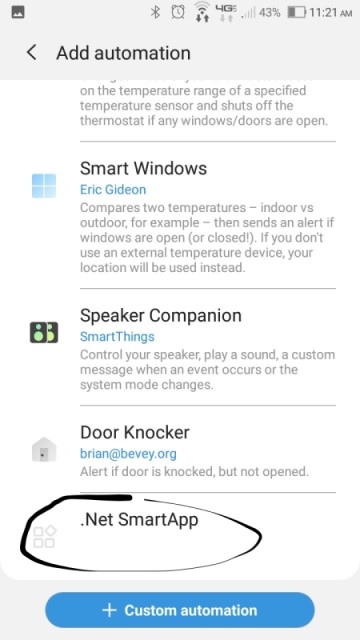 4GE 43% 11:21 AM
Add automation
on the temperature range of a specified
temperature sensor and shuts off the
thermostat if any windows/doors are open.
Smart Windows
Eric Gideon
Compares two temperatures – indoor vs
outdoor, for example – then sends an alert if
windows are open (or closed!). If you don't
use an external temperature device, your
location will be used instead.
Speaker Companion
SmartThings
Control your speaker, play a sound, a custom
message when an event occurs or the
system mode changes.
Door Knocker
brian@bevey.org
Alert if door is knocked, but not opened.
.Net SmartApp
+ Custom automation